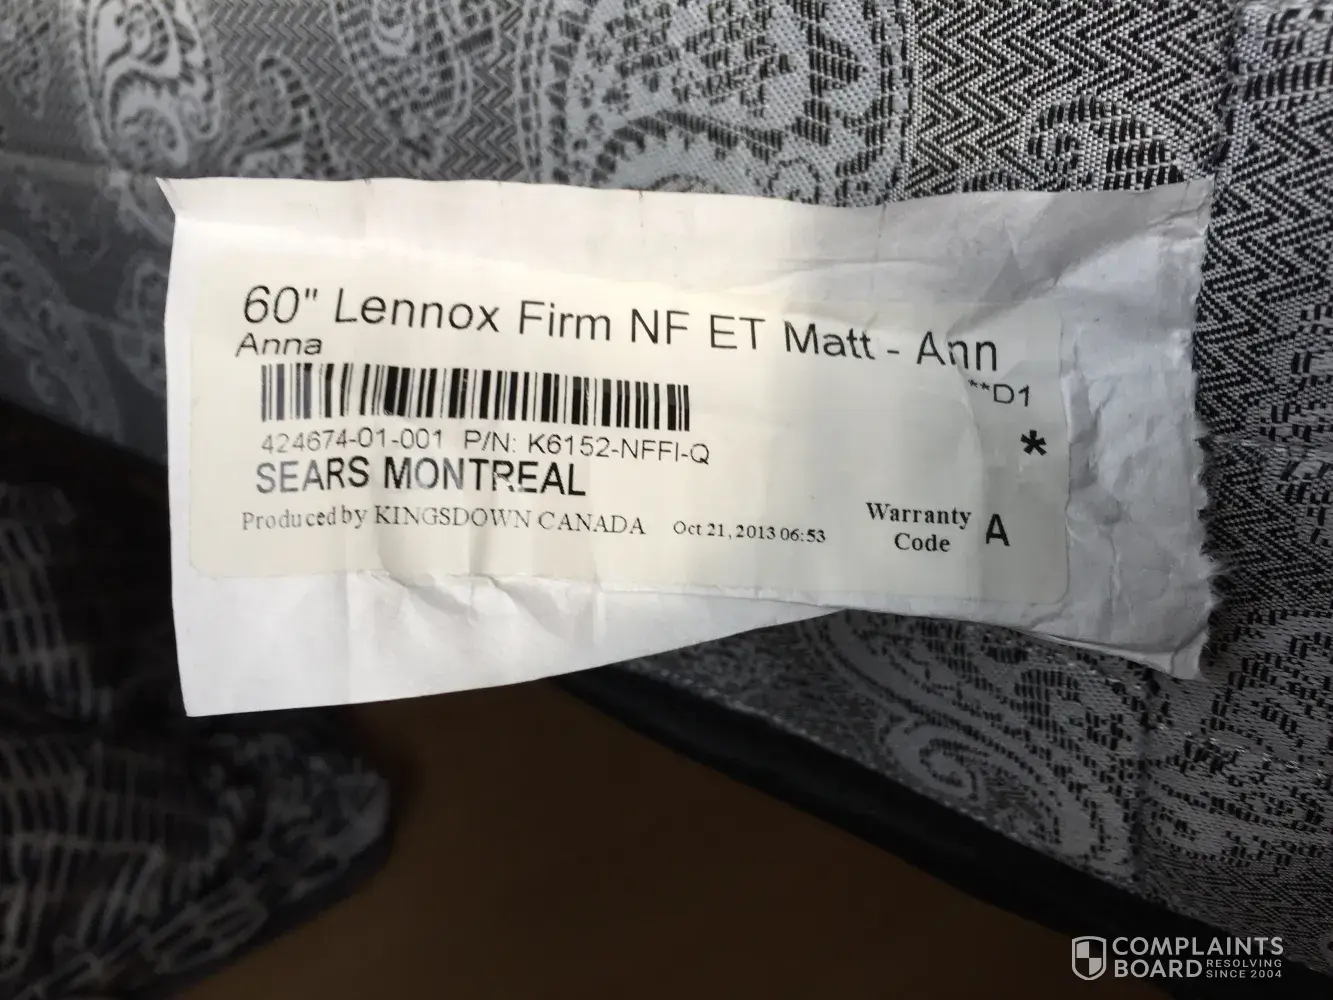 60" Lennox Firm NF ET Matt - Ann
Anna
**D1
424674-01-001 P/N: K6152-NFFI-Q
*
SEARS MONTREAL
Produced by KINGSDOWN CANADA Oct 21, 2013 06:53
Warranty
Code A
COMPLAINTS
BOARD RESOLVING
SINCE 2004